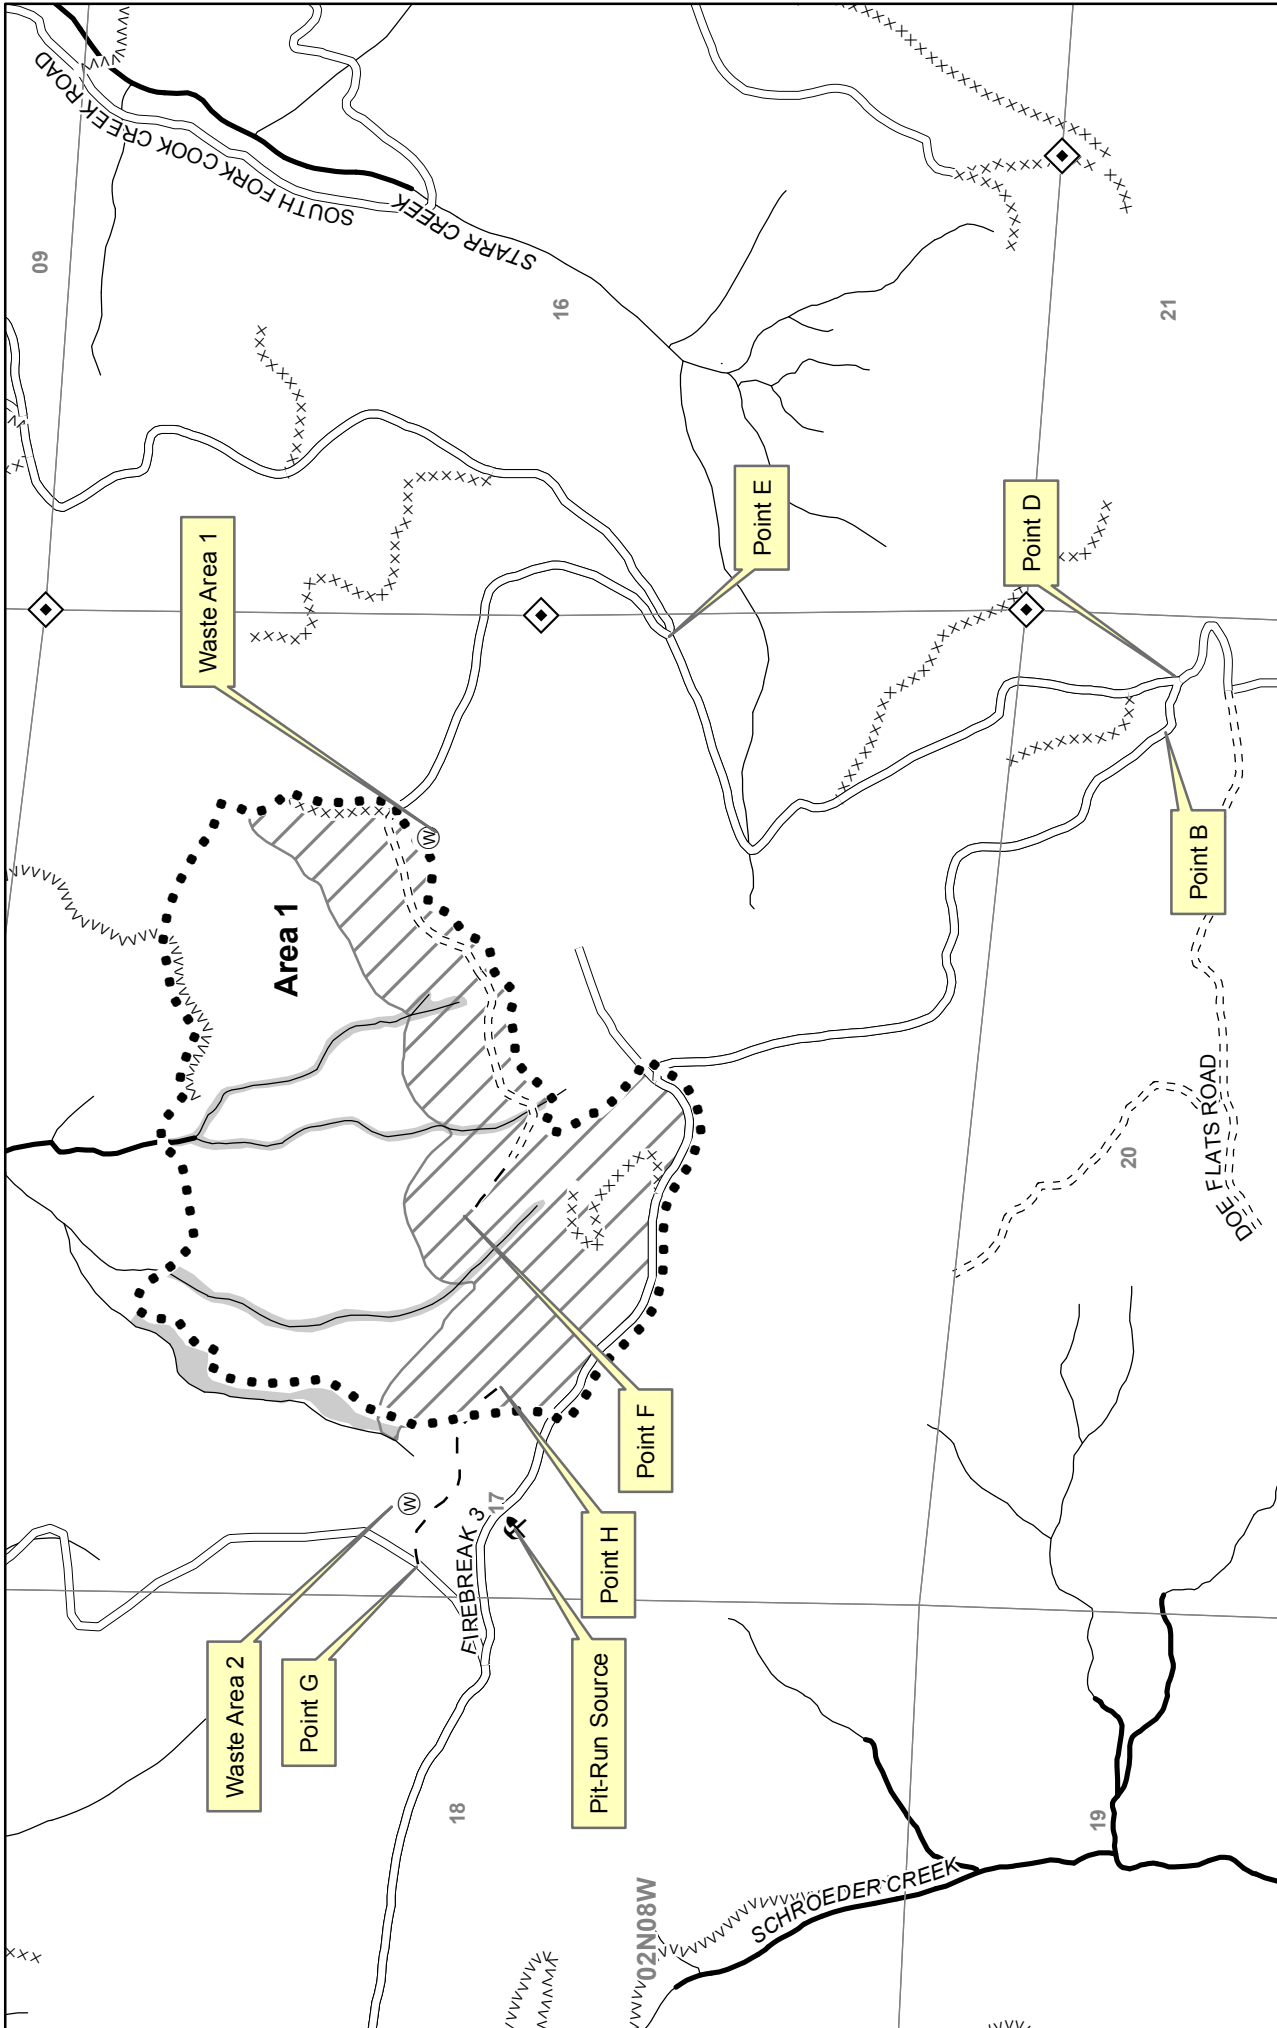 SOUTH FORK COOK CREEK ROAD
09
STARR CREEK
16
21
Waste Area 1
Point E
Point D
Area 1
W
Point B
DOE FLATS ROAD
20
Point F
Point H
W
17
FIREBREAK 3
Waste Area 2
Point G
Pit-Run Source
18
19
SCHROEDER CREEK
02N08W